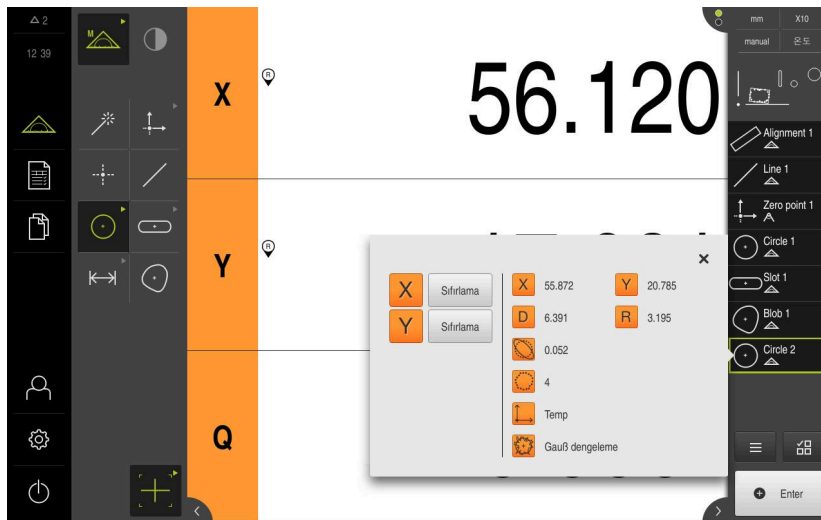 2
12 39
M
X
R
56.120
Y
R
Q
X Sıfırlama
Y Sıfırlama
X 55.872 Y 20.785
D 6.391 R 3.195
0.052
4
Temp
Gauß dengeleme
mm X10
manual 온도
Alignment 1
Line 1
Zero point 1
Circle 1
Slot 1
Blob 1
Circle 2
Enter